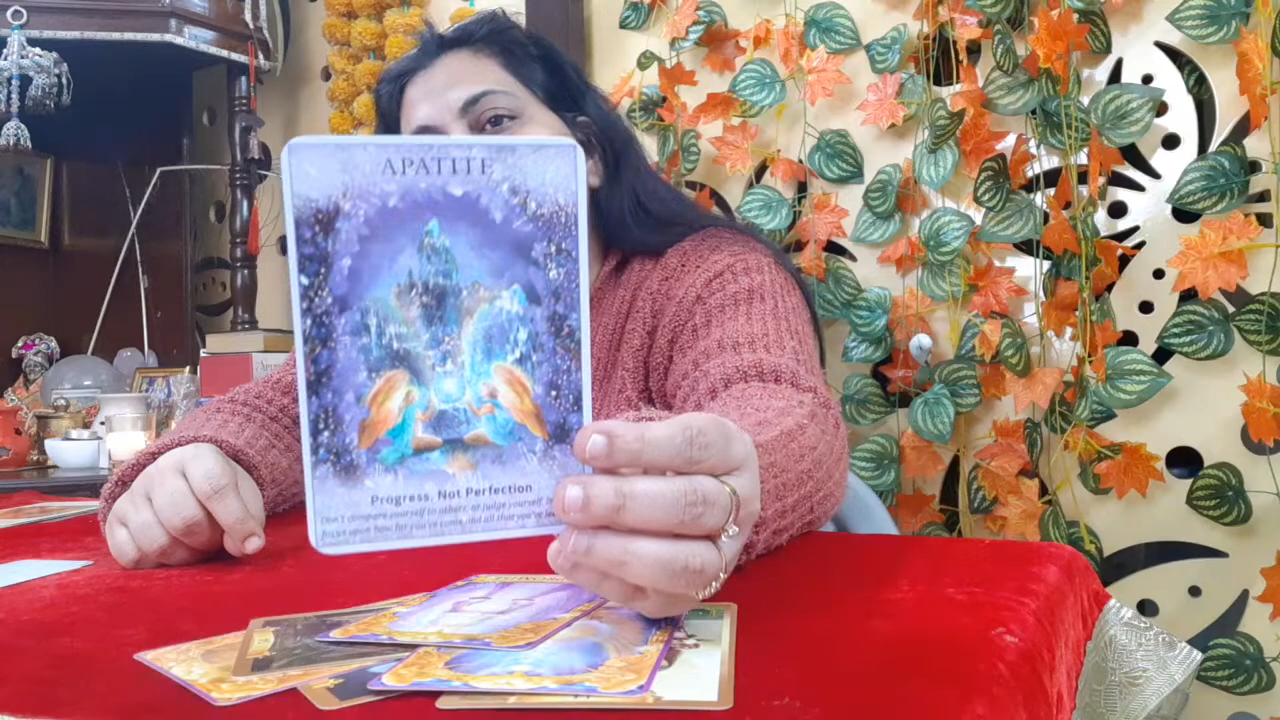 APATITE
Progress, Not Perfection
Don't compare yourself to others, or judge yourself
focus upon how far you've come and all that you've